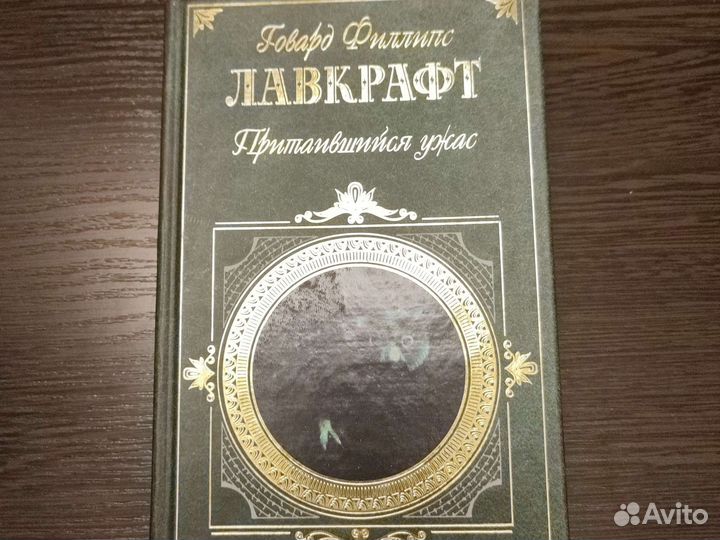 Говард Филлипс
ЛАВКРАФТ
Притаившийся ужас
Avito